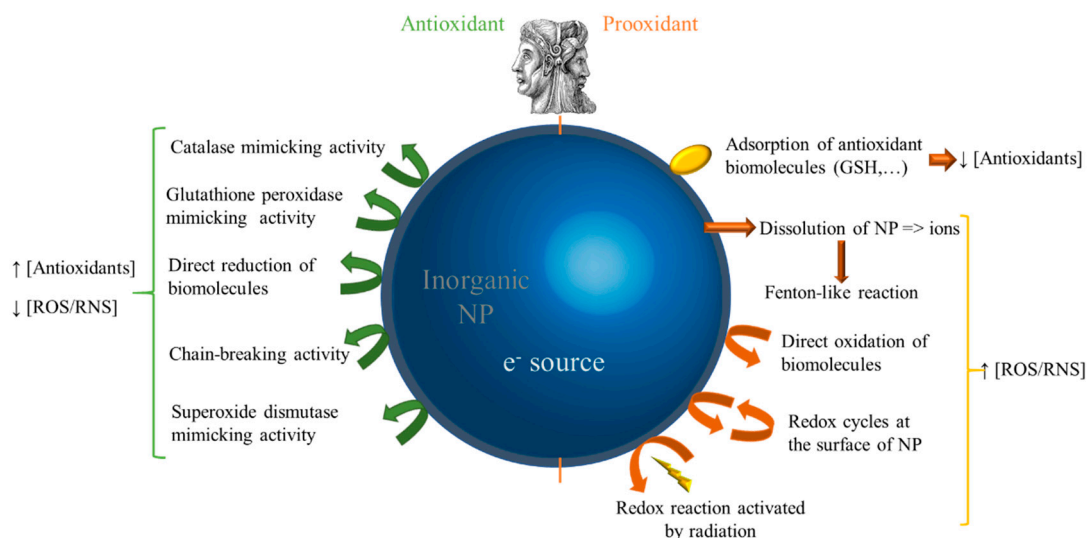 Antioxidant
Prooxidant
Catalase mimicking activity
Glutathione peroxidase
mimicking activity
Direct reduction of
biomolecules
Chain-breaking activity
Superoxide dismutase
mimicking activity
↑ [Antioxidants]
↓ [ROS/RNS]
Inorganic
NP
e⁻ source
Adsorption of antioxidant
biomolecules (GSH,…)
↓ [Antioxidants]
Dissolution of NP => ions
Fenton-like reaction
Direct oxidation of
biomolecules
Redox cycles at
the surface of NP
Redox reaction activated
by radiation
↑ [ROS/RNS]